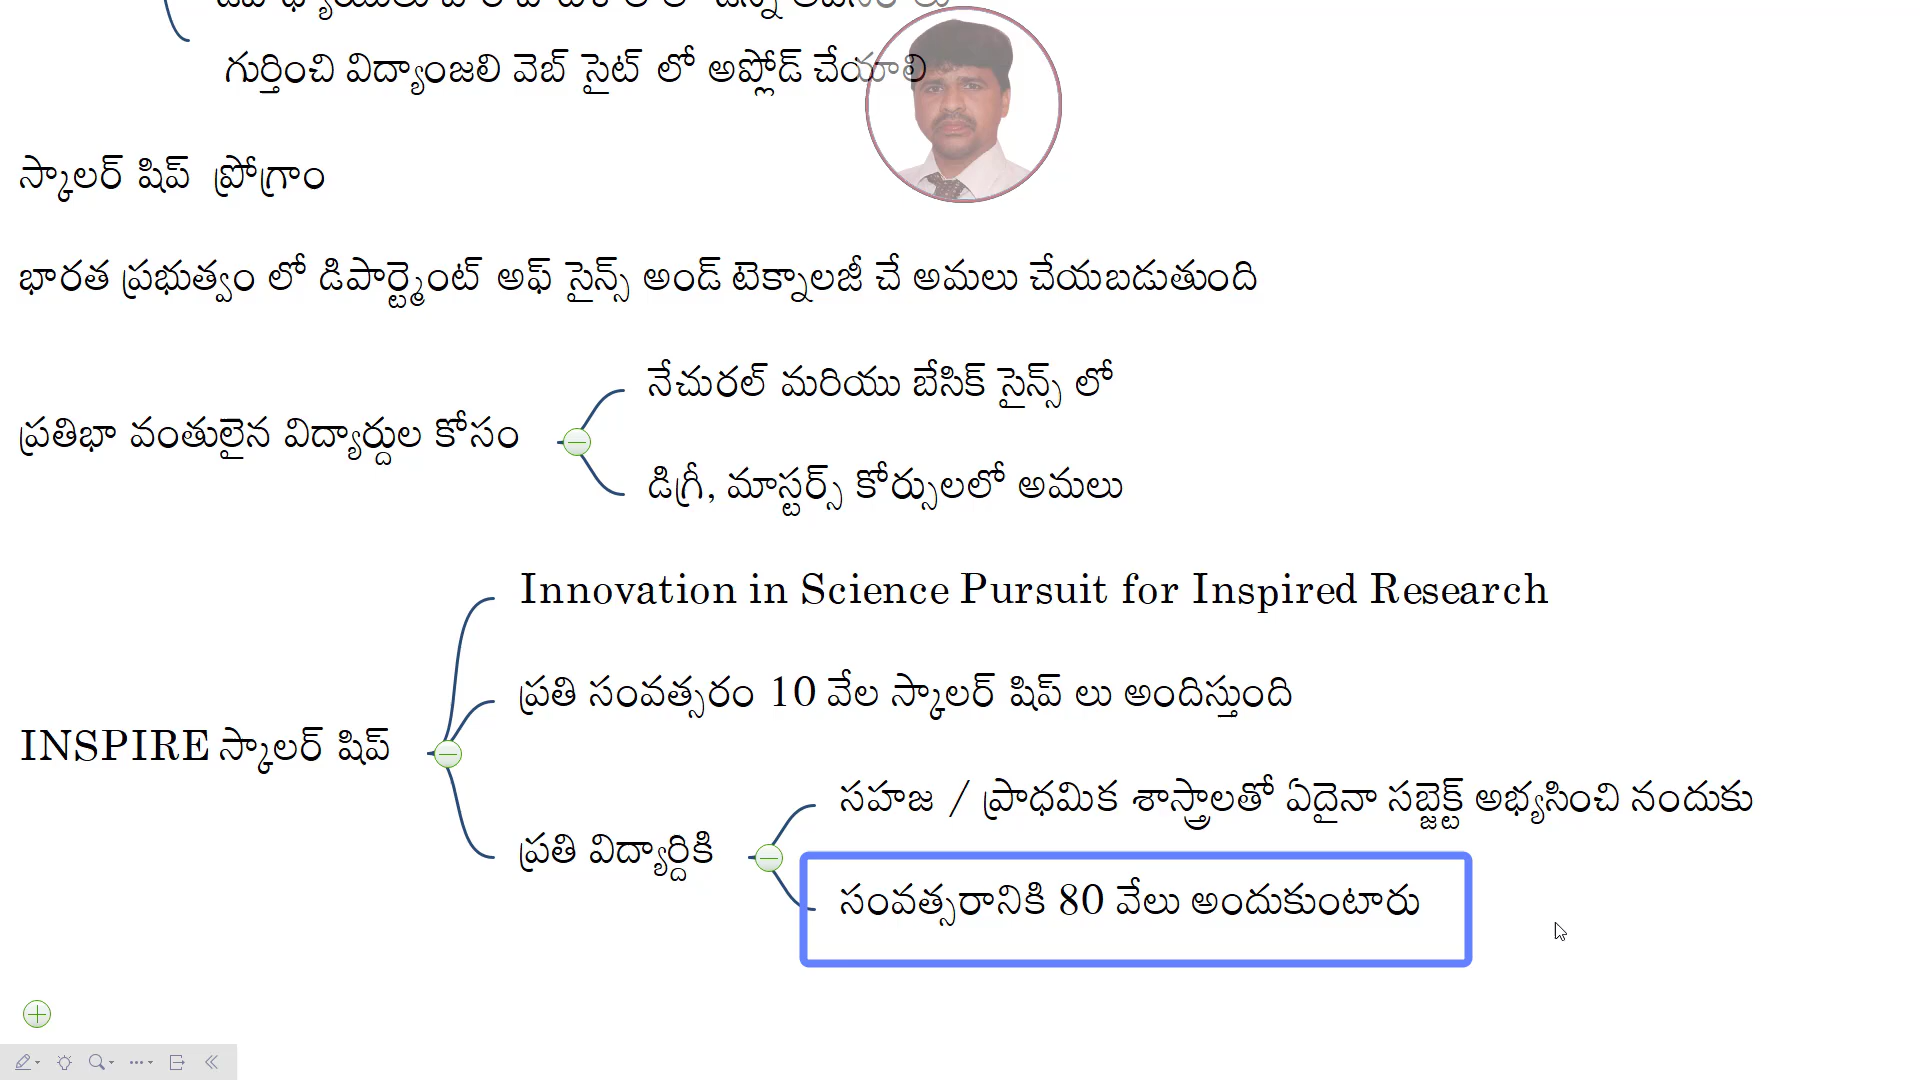 గుర్తించి విద్యాంజలి వెబ్ సైట్ లో అప్లోడ్ చేయాలి
స్కాలర్ షిప్ ప్రోగ్రాం
భారత ప్రభుత్వం లో డిపార్ట్మెంట్ అఫ్ సైన్స్ అండ్ టెక్నాలజీ చే అమలు చేయబడుతుంది
నేచురల్ మరియు బేసిక్ సైన్స్ లో
ప్రతిభా వంతులైన విద్యార్దుల కోసం
డిగ్రీ, మాస్టర్స్ కోర్సులలో అమలు
Innovation in Science Pursuit for Inspired Research
ప్రతి సంవత్సరం 10 వేల స్కాలర్ షిప్ లు అందిస్తుంది
INSPIRE స్కాలర్ షిప్
సహజ / ప్రాధమిక శాస్త్రాలతో ఏదైనా సబ్జెక్ట్ అభ్యసించి నందుకు
ప్రతి విద్యార్దికి
సంవత్సరానికి 80 వేలు అందుకుంటారు